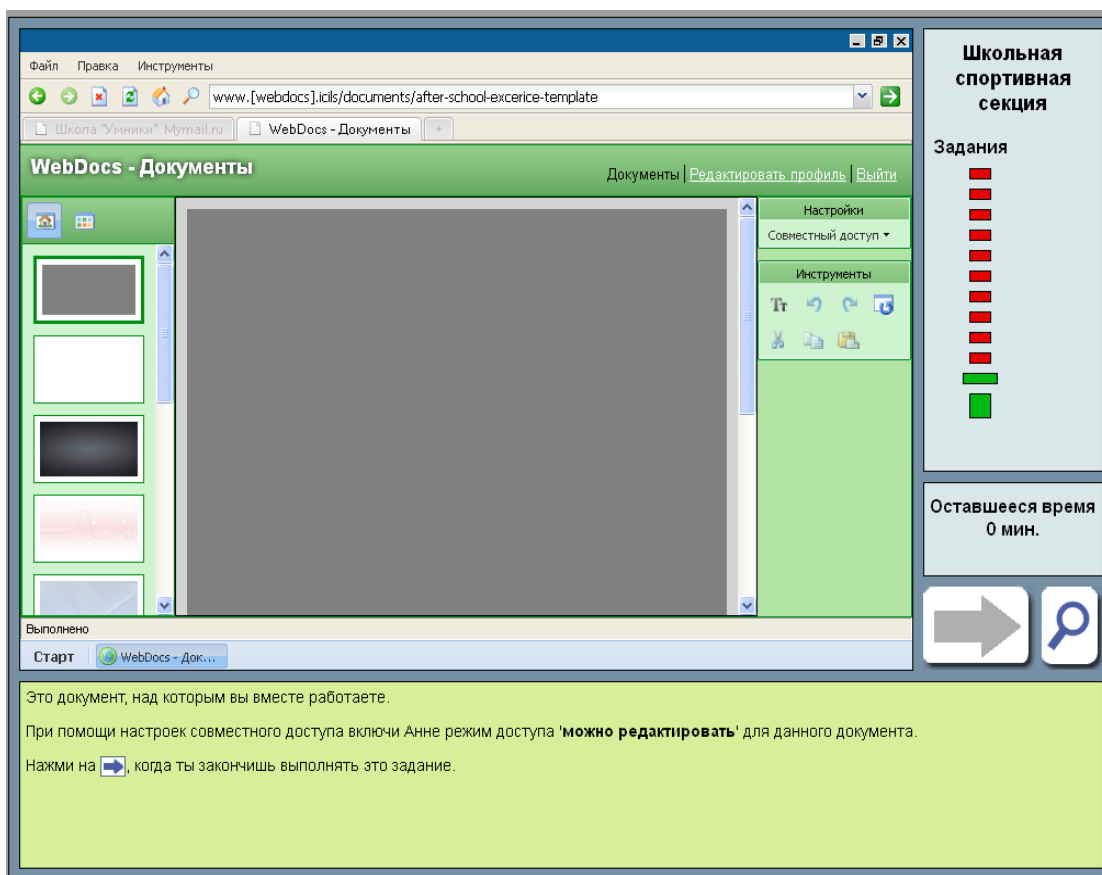 Файл Правка Инструменты
www.[webdocs].icils/documents/after-school-excerice-template
Школа "Умники" Mymail.ru
WebDocs - Документы
+
WebDocs - Документы
Документы | Редактировать профиль | Выйти
Настройки
Совместный доступ
Инструменты
Тт
Выполнено
Старт
WebDocs - Док...
Школьная
спортивная
секция
Задания
Оставшееся время
0 мин.
Это документ, над которым вы вместе работаете.
При помощи настроек совместного доступа включи Анне режим доступа 'можно редактировать' для данного документа.
Нажми на , когда ты закончишь выполнять это задание.